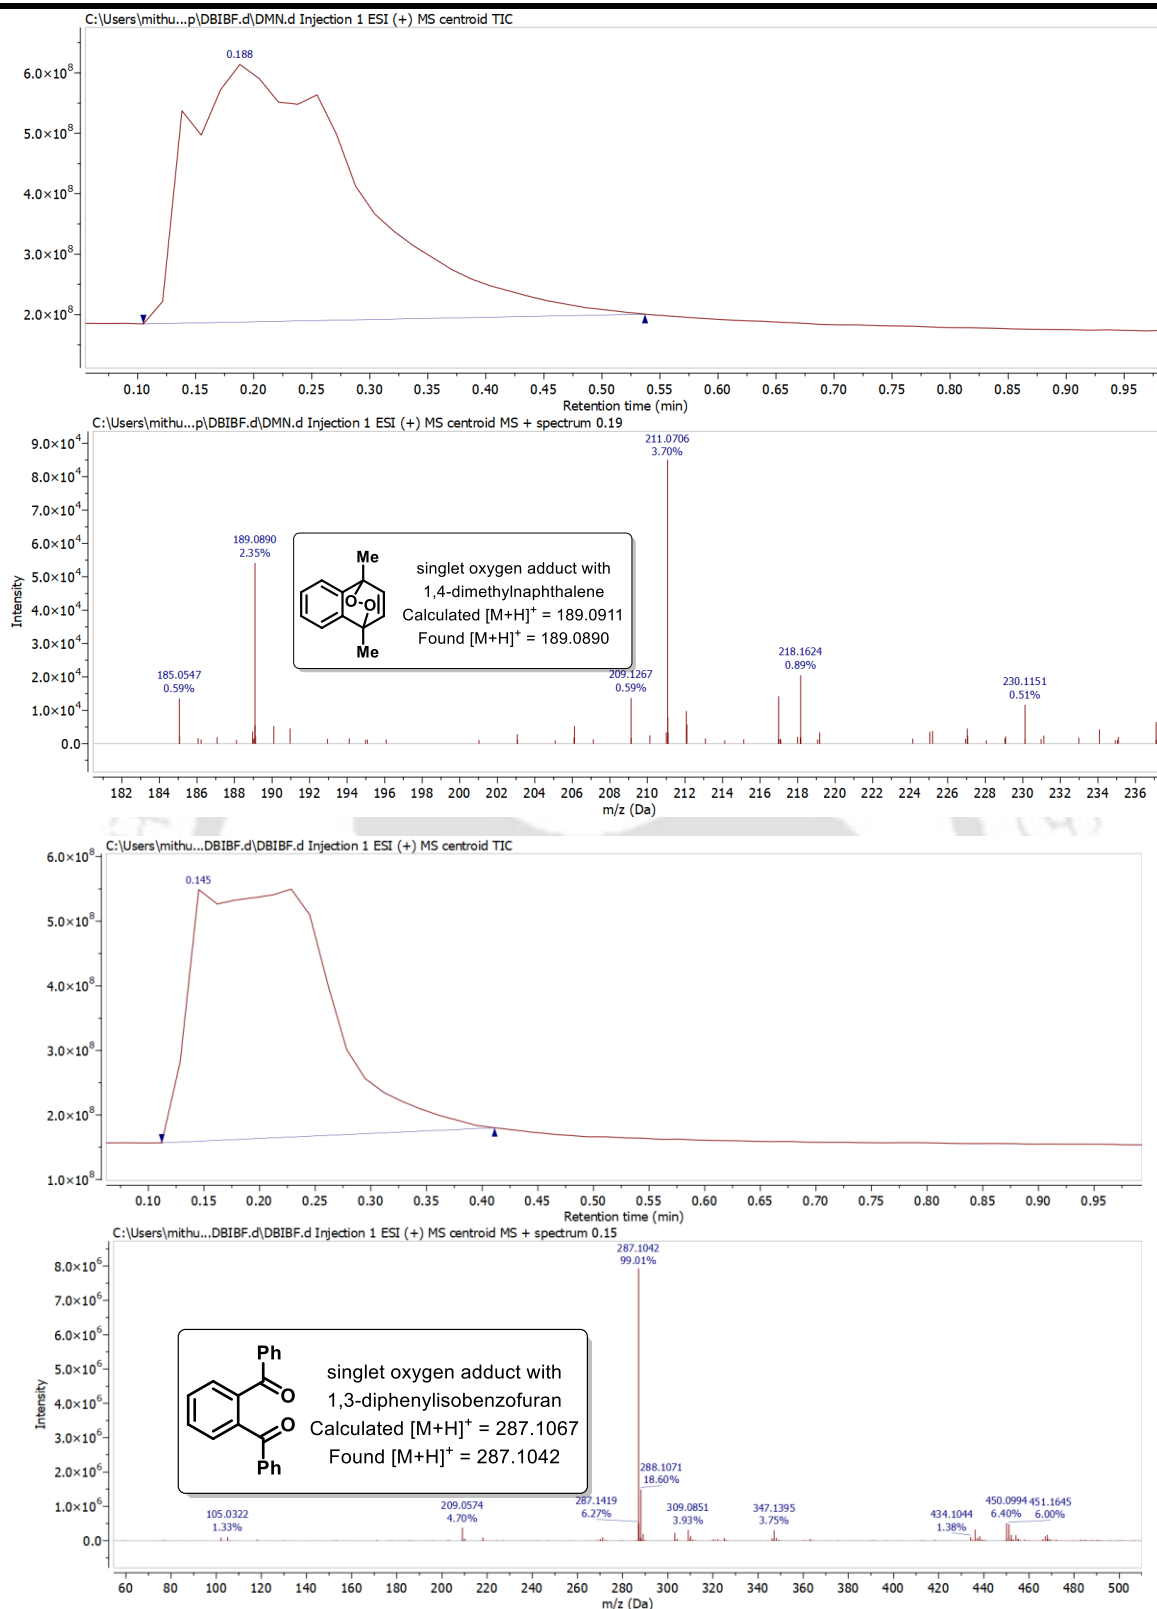 C:\Users\mithu...p\DBIBF.d\DMN.d Injection 1 ESI (+) MS centroid TIC
0.188
6.0×10⁸
5.0×10⁸
4.0×10⁸
3.0×10⁸
2.0×10⁸
0.10 0.15 0.20 0.25 0.30 0.35 0.40 0.45 0.50 0.55 0.60 0.65 0.70 0.75 0.80 0.85 0.90 0.95
Retention time (min)
C:\Users\mithu...p\DBIBF.d\DMN.d Injection 1 ESI (+) MS centroid MS + spectrum 0.19
Intensity
9.0×10⁴
8.0×10⁴
7.0×10⁴
6.0×10⁴
5.0×10⁴
4.0×10⁴
3.0×10⁴
2.0×10⁴
1.0×10⁴
0.0
211.0706
3.70%
189.0890
2.35%
Me
O-O
Me
singlet oxygen adduct with
1,4-dimethylnaphthalene
Calculated [M+H]⁺ = 189.0911
Found [M+H]⁺ = 189.0890
185.0547
0.59%
209.1267
0.59%
218.1624
0.89%
230.1151
0.51%
182 184 186 188 190 192 194 196 198 200 202 204 206 208 210 212 214 216 218 220 222 224 226 228 230 232 234 236
m/z (Da)
C:\Users\mithu...DBIBF.d\DBIBF.d Injection 1 ESI (+) MS centroid TIC
0.145
6.0×10⁸
5.0×10⁸
4.0×10⁸
3.0×10⁸
2.0×10⁸
1.0×10⁸
0.10 0.15 0.20 0.25 0.30 0.35 0.40 0.45 0.50 0.55 0.60 0.65 0.70 0.75 0.80 0.85 0.90 0.95
Retention time (min)
C:\Users\mithu...DBIBF.d\DBIBF.d Injection 1 ESI (+) MS centroid MS + spectrum 0.15
Intensity
8.0×10⁶
7.0×10⁶
6.0×10⁶
5.0×10⁶
4.0×10⁶
3.0×10⁶
2.0×10⁶
1.0×10⁶
0.0
287.1042
99.01%
Ph
O
O
Ph
singlet oxygen adduct with
1,3-diphenylisobenzofuran
Calculated [M+H]⁺ = 287.1067
Found [M+H]⁺ = 287.1042
288.1071
18.60%
105.0322
1.33%
209.0574
4.70%
287.1419
6.27%
309.0851
3.93%
347.1395
3.75%
434.1044
1.38%
450.0994
6.40%
451.1645
6.00%
60 80 100 120 140 160 180 200 220 240 260 280 300 320 340 360 380 400 420 440 460 480 500
m/z (Da)